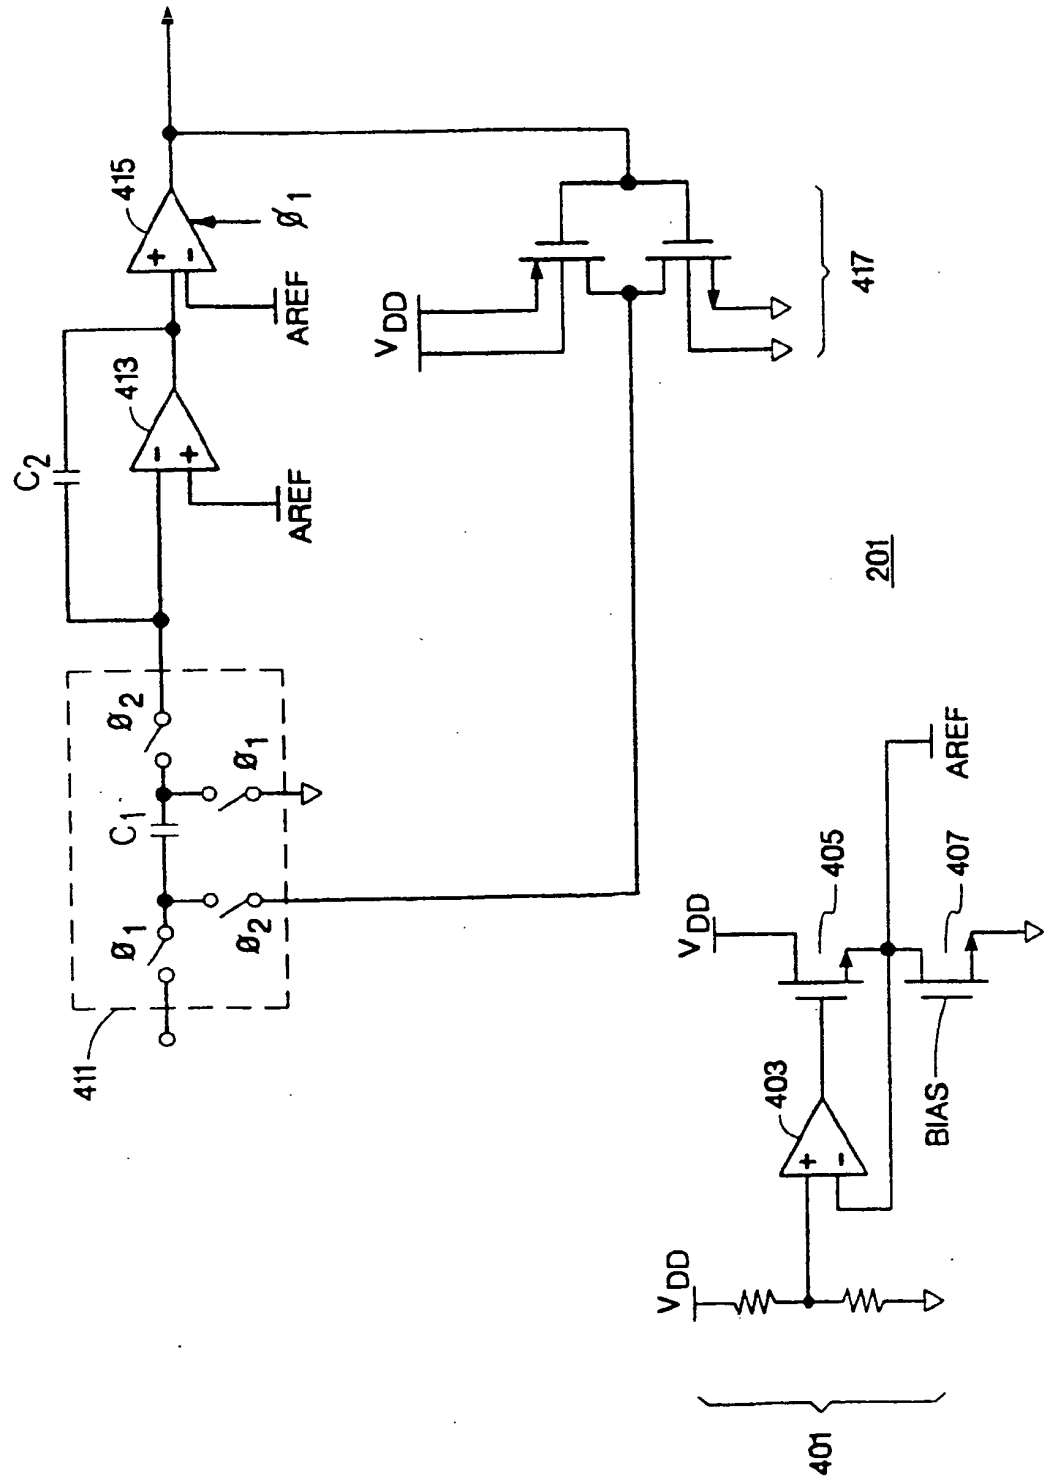 411
Ø1
C1
Ø2
Ø1
Ø2
C2
413
-
+
AREF
415
+
-
AREF
Ø1
VDD
417
201
401
VDD
403
+
-
VDD
405
407
BIAS
AREF